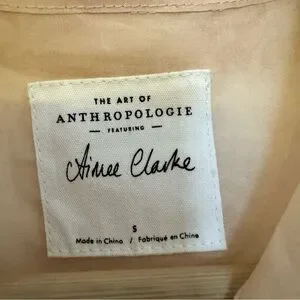 THE ART OF
ANTHROPOLOGIE
— FEATURING —
Aimee Clarke
S
Made in China / Fabriqué en Chine